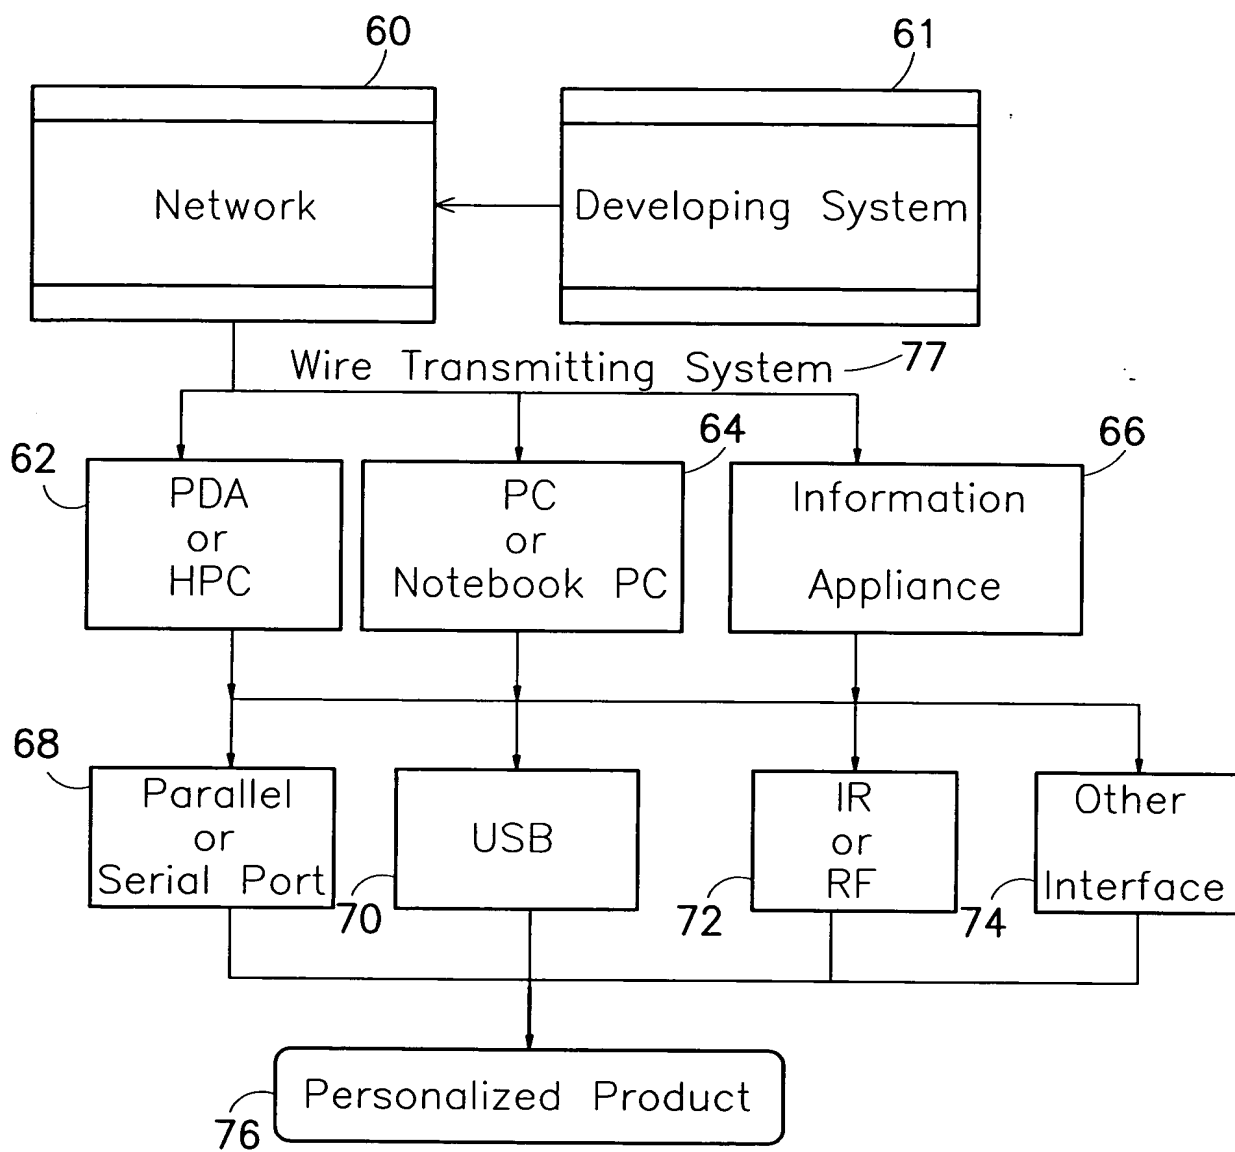 60
61
Network
Developing System
Wire Transmitting System
77
62
64
66
PDA
or
HPC
PC
or
Notebook PC
Information
Appliance
68
Parallel
or
Serial Port
70
USB
72
IR
or
RF
74
Other
Interface
76
Personalized Product